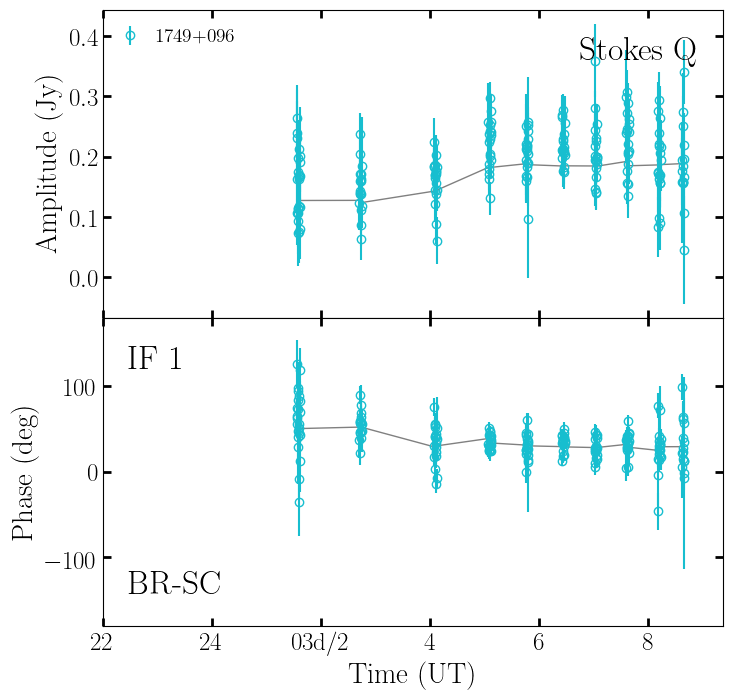 1749+096
Stokes Q
Amplitude (Jy)
0.4
0.3
0.2
0.1
0.0
IF 1
BR-SC
Phase (deg)
100
0
−100
22 24 03d/2 4 6 8
Time (UT)